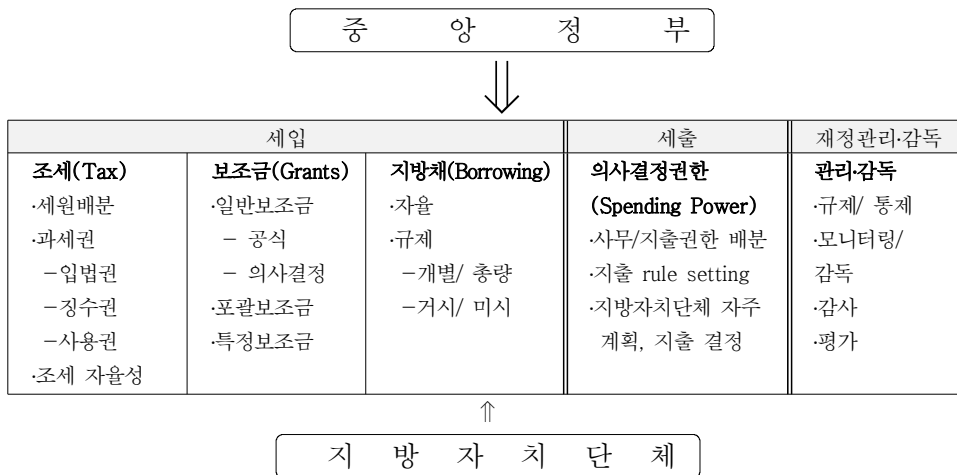 중 앙 정 부
세입
세출
재정관리·감독
조세(Tax)
·세원배분
·과세권
-입법권
-징수권
-사용권
·조세 자율성
보조금(Grants)
·일반보조금
- 공식
- 의사결정
·포괄보조금
·특정보조금
지방채(Borrowing)
·자율
·규제
-개별/ 총량
-거시/ 미시
의사결정권한
(Spending Power)
·사무/지출권한 배분
·지출 rule setting
·지방자치단체 자주
계획, 지출 결정
관리·감독
·규제/ 통제
·모니터링/
감독
·감사
·평가
지 방 자 치 단 체